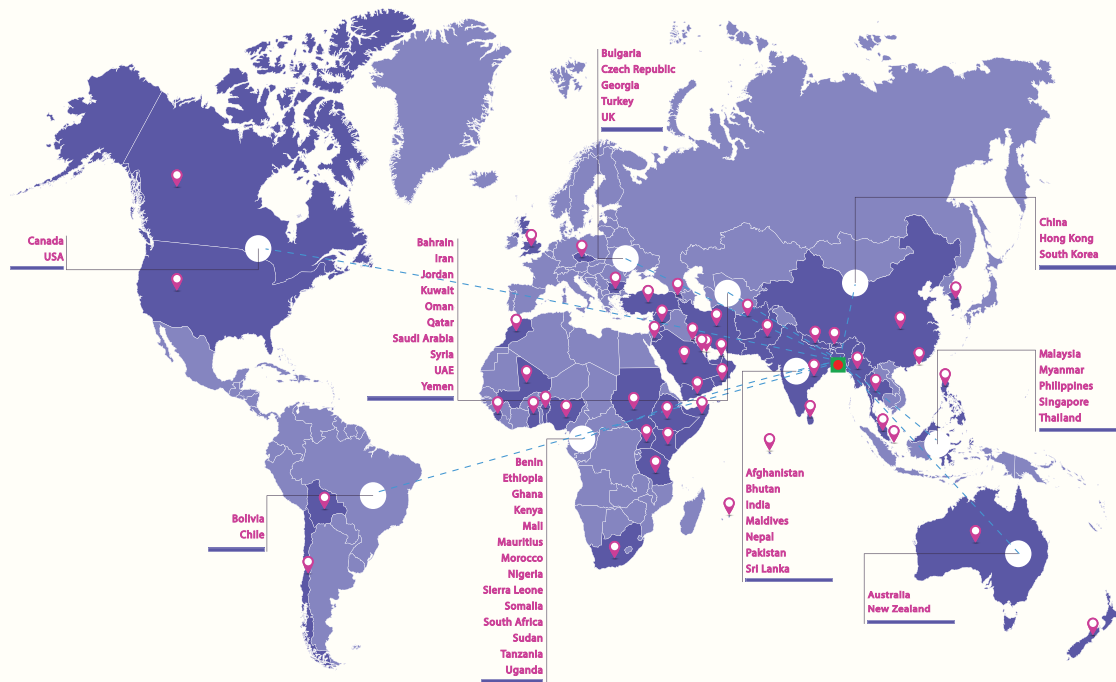 Bulgaria
Czech Republic
Georgia
Turkey
UK
Canada
USA
Bahrain
Iran
Jordan
Kuwait
Oman
Qatar
Saudi Arabia
Syria
UAE
Yemen
China
Hong Kong
South Korea
Malaysia
Myanmar
Philippines
Singapore
Thailand
Bolivia
Chile
Benin
Ethiopia
Ghana
Kenya
Mali
Mauritius
Morocco
Nigeria
Sierra Leone
Somalia
South Africa
Sudan
Tanzania
Uganda
Afghanistan
Bhutan
India
Maldives
Nepal
Pakistan
Sri Lanka
Australia
New Zealand